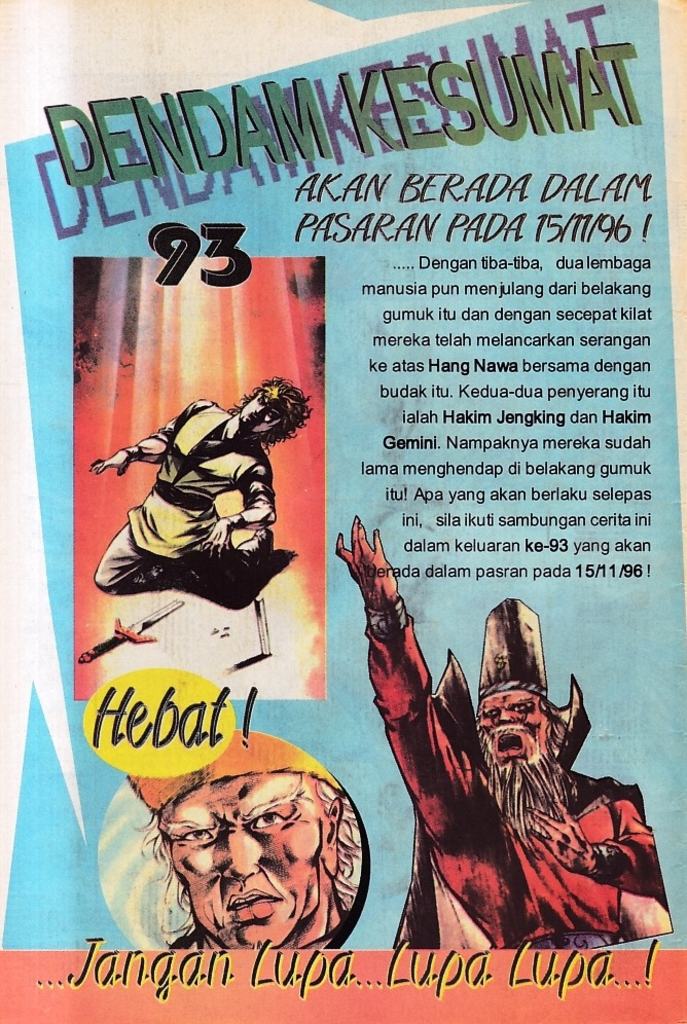 DENDAM KESUMAT
AKAN BERADA DALAM
PASARAN PADA 15/11/96 !
93
..... Dengan tiba-tiba, dua lembaga
manusia pun menjulang dari belakang
gumuk itu dan dengan secepat kilat
mereka telah melancarkan serangan
ke atas Hang Nawa bersama dengan
budak itu. Kedua-dua penyerang itu
ialah Hakim Jengking dan Hakim
Gemini. Nampaknya mereka sudah
lama menghendap di belakang gumuk
itu! Apa yang akan berlaku selepas
ini, sila ikuti sambungan cerita ini
dalam keluaran ke-93 yang akan
berada dalam pasran pada 15/11/96 !
Hebat !
...Jangan Lupa...Lupa Lupa...!